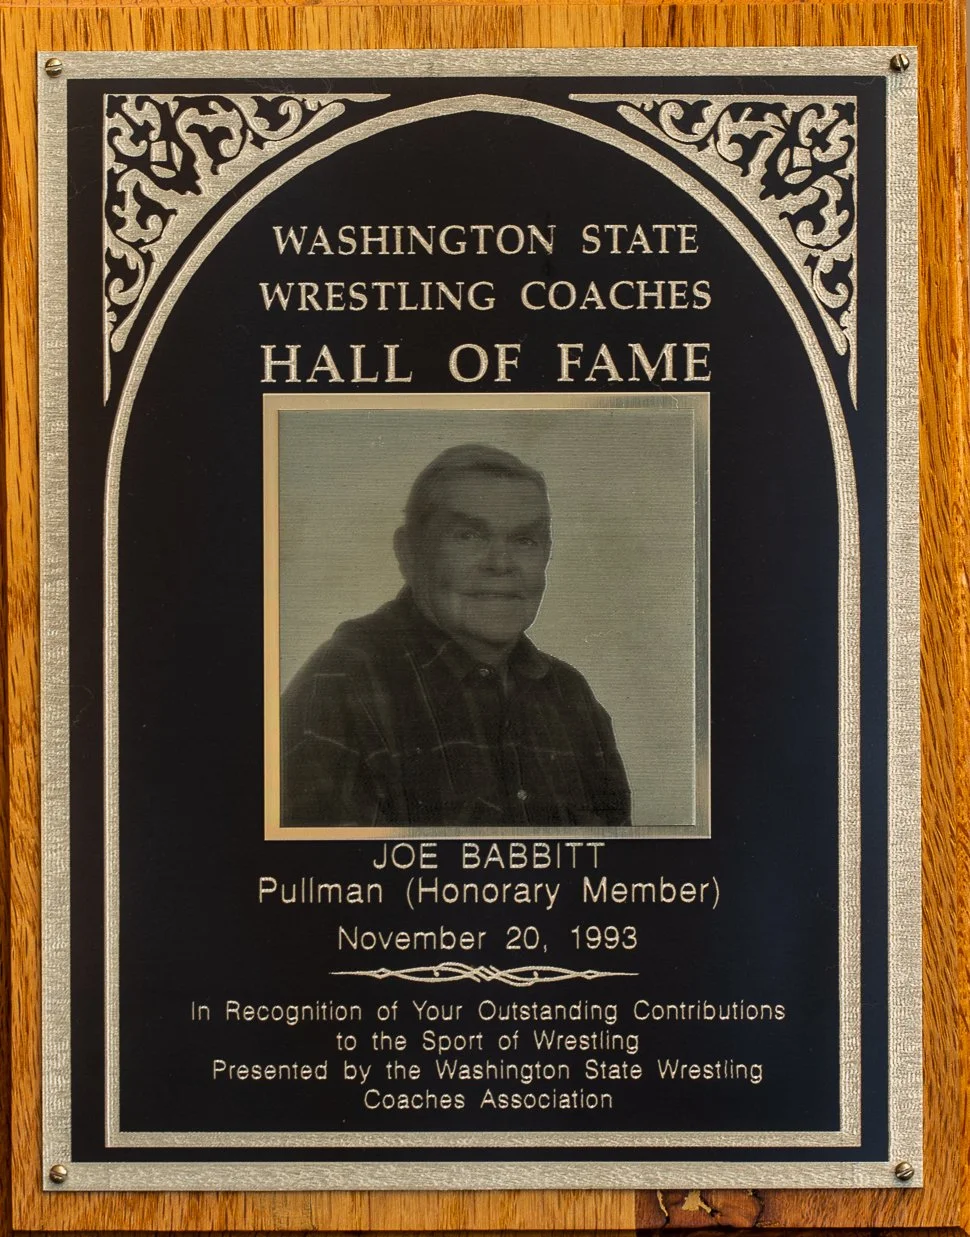 WASHINGTON STATE
WRESTLING COACHES
HALL OF FAME
JOE BABBITT
Pullman (Honorary Member)
November 20, 1993
In Recognition of Your Outstanding Contributions
to the Sport of Wrestling
Presented by the Washington State Wrestling
Coaches Association